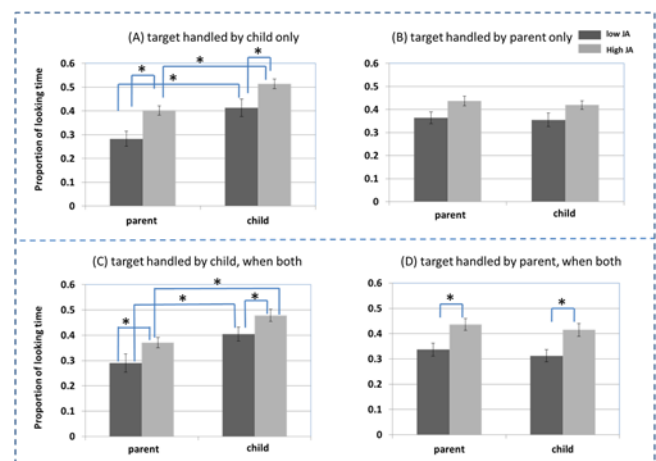 (A) target handled by child only
(B) target handled by parent only
low JA
High JA
Proportion of looking time
0.6
0.5
0.4
0.3
0.2
0.1
0
*
*
*
*
parent
child
0.6
0.5
0.4
0.3
0.2
0.1
0
parent
child
(C) target handled by child, when both
(D) target handled by parent, when both
Proportion of looking time
0.6
0.5
0.4
0.3
0.2
0.1
0
*
*
*
*
parent
child
0.6
0.5
0.4
0.3
0.2
0.1
0
*
*
parent
child